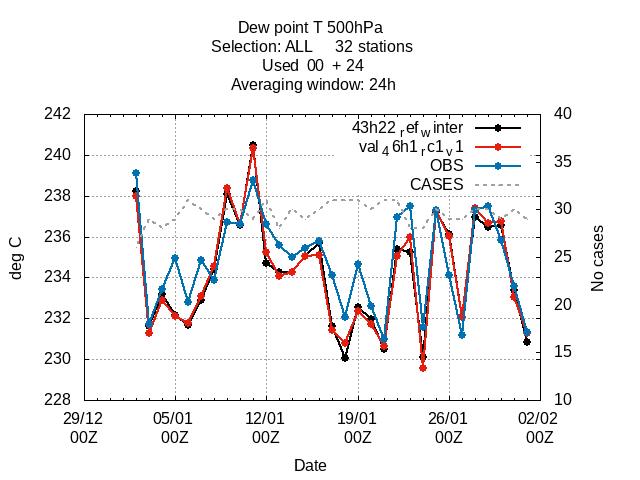 Dew point T 500hPa
Selection: ALL 32 stations
Used 00 + 24
Averaging window: 24h
242 40
43h22ref_winter
val46h1rc1v1
240 35
OBS
CASES
238 30
236 25
deg C
No cases
234 20
232
230 15
228 10
29/12 05/01 12/01 19/01 26/01 02/02
00Z 00Z 00Z 00Z 00Z 00Z
Date